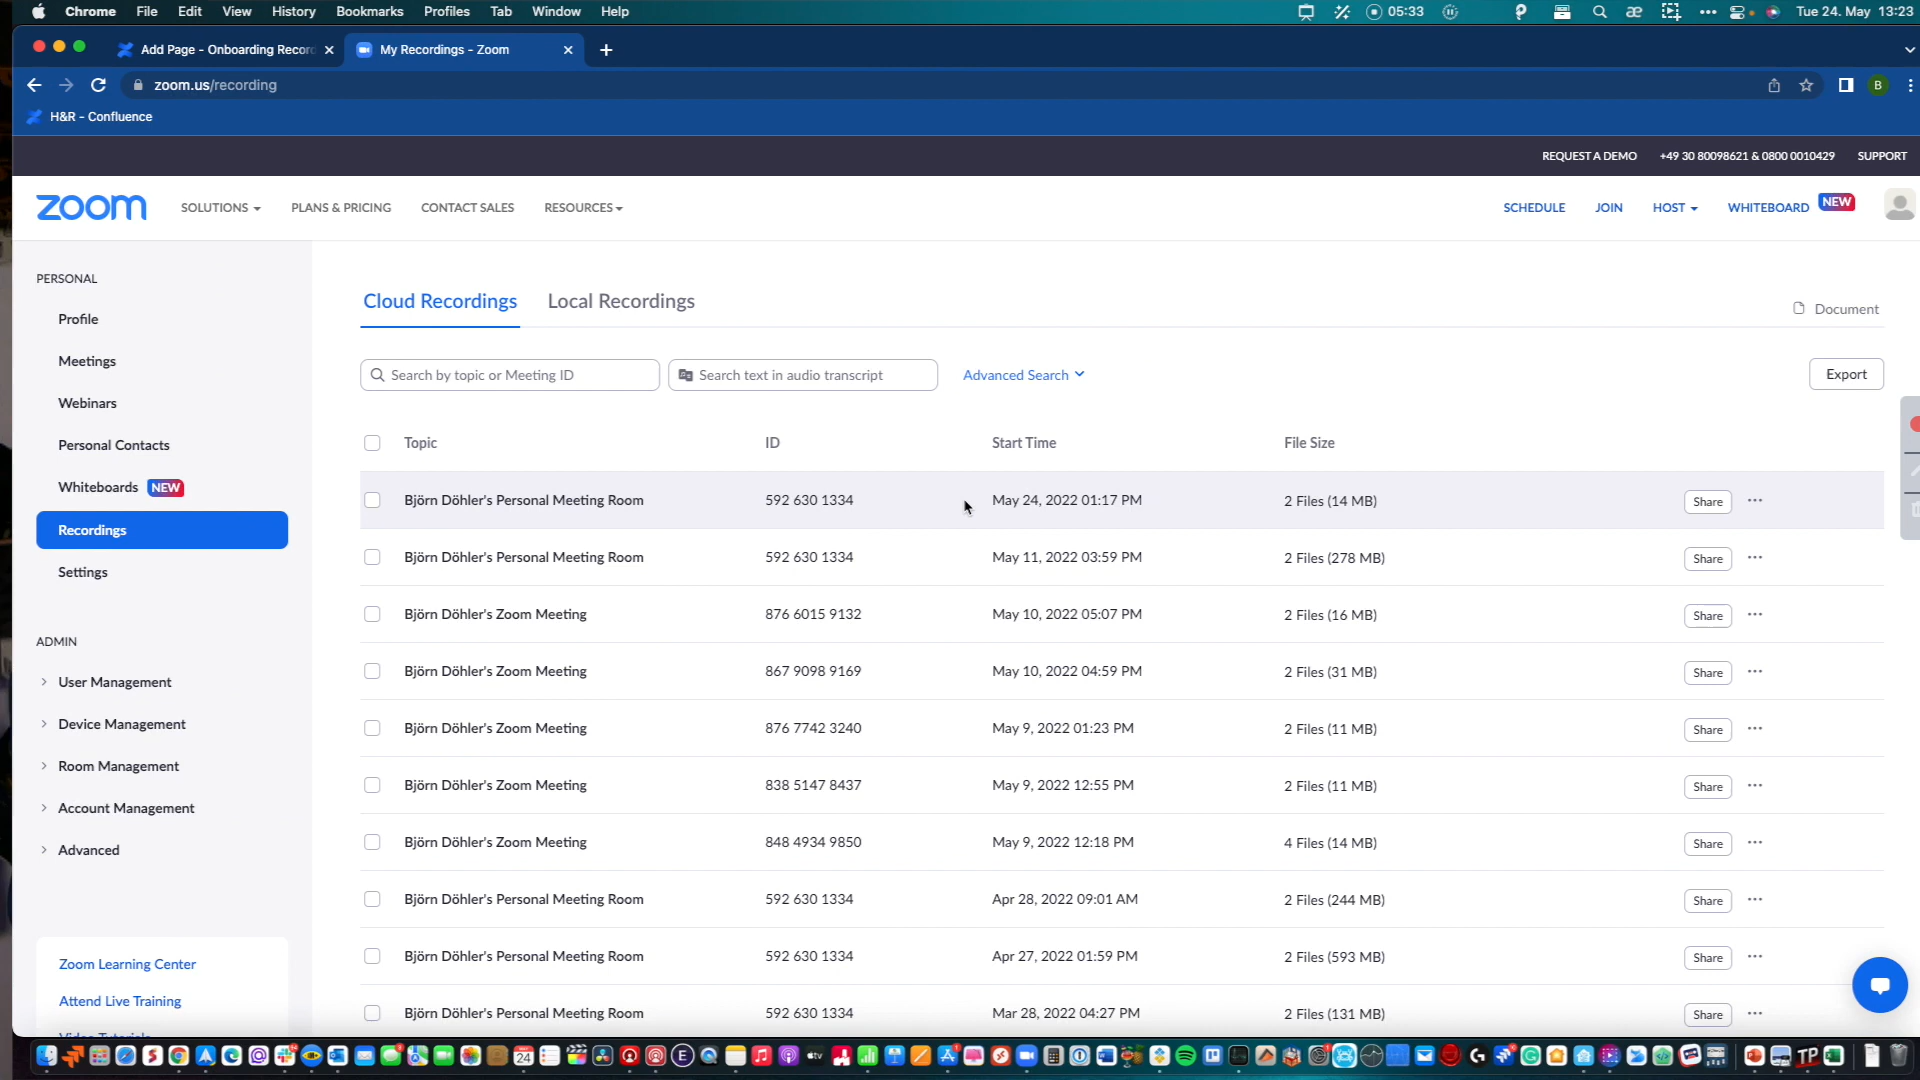 Chrome File Edit View History Bookmarks Profiles Tab Window Help 05:33 Tue 24. May 13:23
Add Page - Onboarding Record My Recordings - Zoom
zoom.us/recording B
H&R - Confluence
REQUEST A DEMO +49 30 80098621 & 0800 0010429 SUPPORT
zoom SOLUTIONS PLANS & PRICING CONTACT SALES RESOURCES SCHEDULE JOIN HOST WHITEBOARD NEW
PERSONAL
Profile
Meetings
Webinars
Personal Contacts
Whiteboards NEW
Recordings
Settings
ADMIN
User Management
Device Management
Room Management
Account Management
Advanced
Zoom Learning Center
Attend Live Training
Video Tutorials
Cloud Recordings Local Recordings
Document
Search by topic or Meeting ID Search text in audio transcript Advanced Search Export
Topic ID Start Time File Size
Björn Döhler's Personal Meeting Room 592 630 1334 May 24, 2022 01:17 PM 2 Files (14 MB) Share
Björn Döhler's Personal Meeting Room 592 630 1334 May 11, 2022 03:59 PM 2 Files (278 MB) Share
Björn Döhler's Zoom Meeting 876 6015 9132 May 10, 2022 05:07 PM 2 Files (16 MB) Share
Björn Döhler's Zoom Meeting 867 9098 9169 May 10, 2022 04:59 PM 2 Files (31 MB) Share
Björn Döhler's Zoom Meeting 876 7742 3240 May 9, 2022 01:23 PM 2 Files (11 MB) Share
Björn Döhler's Zoom Meeting 838 5147 8437 May 9, 2022 12:55 PM 2 Files (11 MB) Share
Björn Döhler's Zoom Meeting 848 4934 9850 May 9, 2022 12:18 PM 4 Files (14 MB) Share
Björn Döhler's Personal Meeting Room 592 630 1334 Apr 28, 2022 09:01 AM 2 Files (244 MB) Share
Björn Döhler's Personal Meeting Room 592 630 1334 Apr 27, 2022 01:59 PM 2 Files (593 MB) Share
Björn Döhler's Personal Meeting Room 592 630 1334 Mar 28, 2022 04:27 PM 2 Files (131 MB) Share